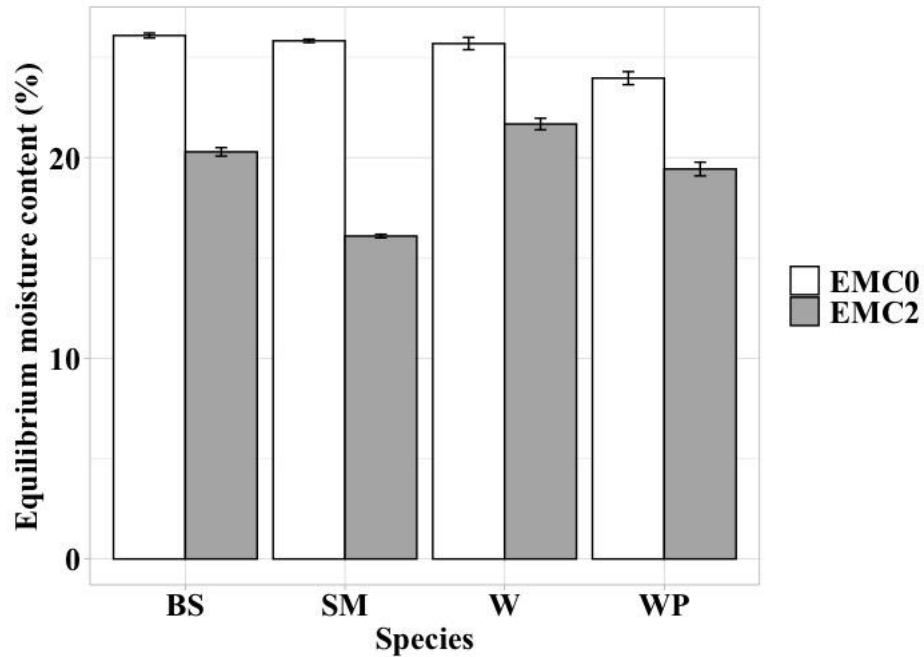 Equilibrium moisture content (%)
20
10
0
BS SM W WP
Species
EMC0
EMC2